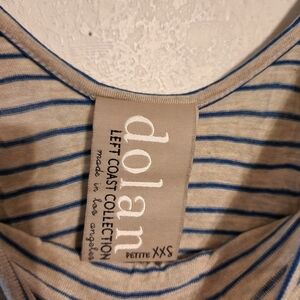 dolan
LEFT COAST COLLECTION
made in los angeles
PETITE XXS